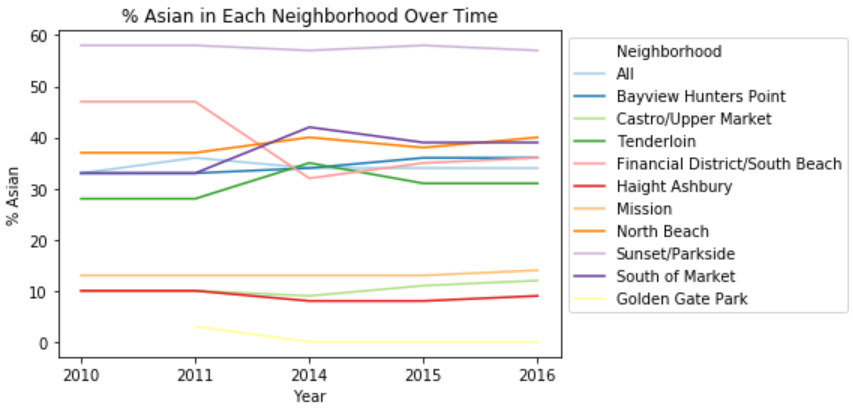 % Asian in Each Neighborhood Over Time
60
50
40
30
20
10
0
% Asian
2010 2011 2014 2015 2016
Year
Neighborhood
All
Bayview Hunters Point
Castro/Upper Market
Tenderloin
Financial District/South Beach
Haight Ashbury
Mission
North Beach
Sunset/Parkside
South of Market
Golden Gate Park